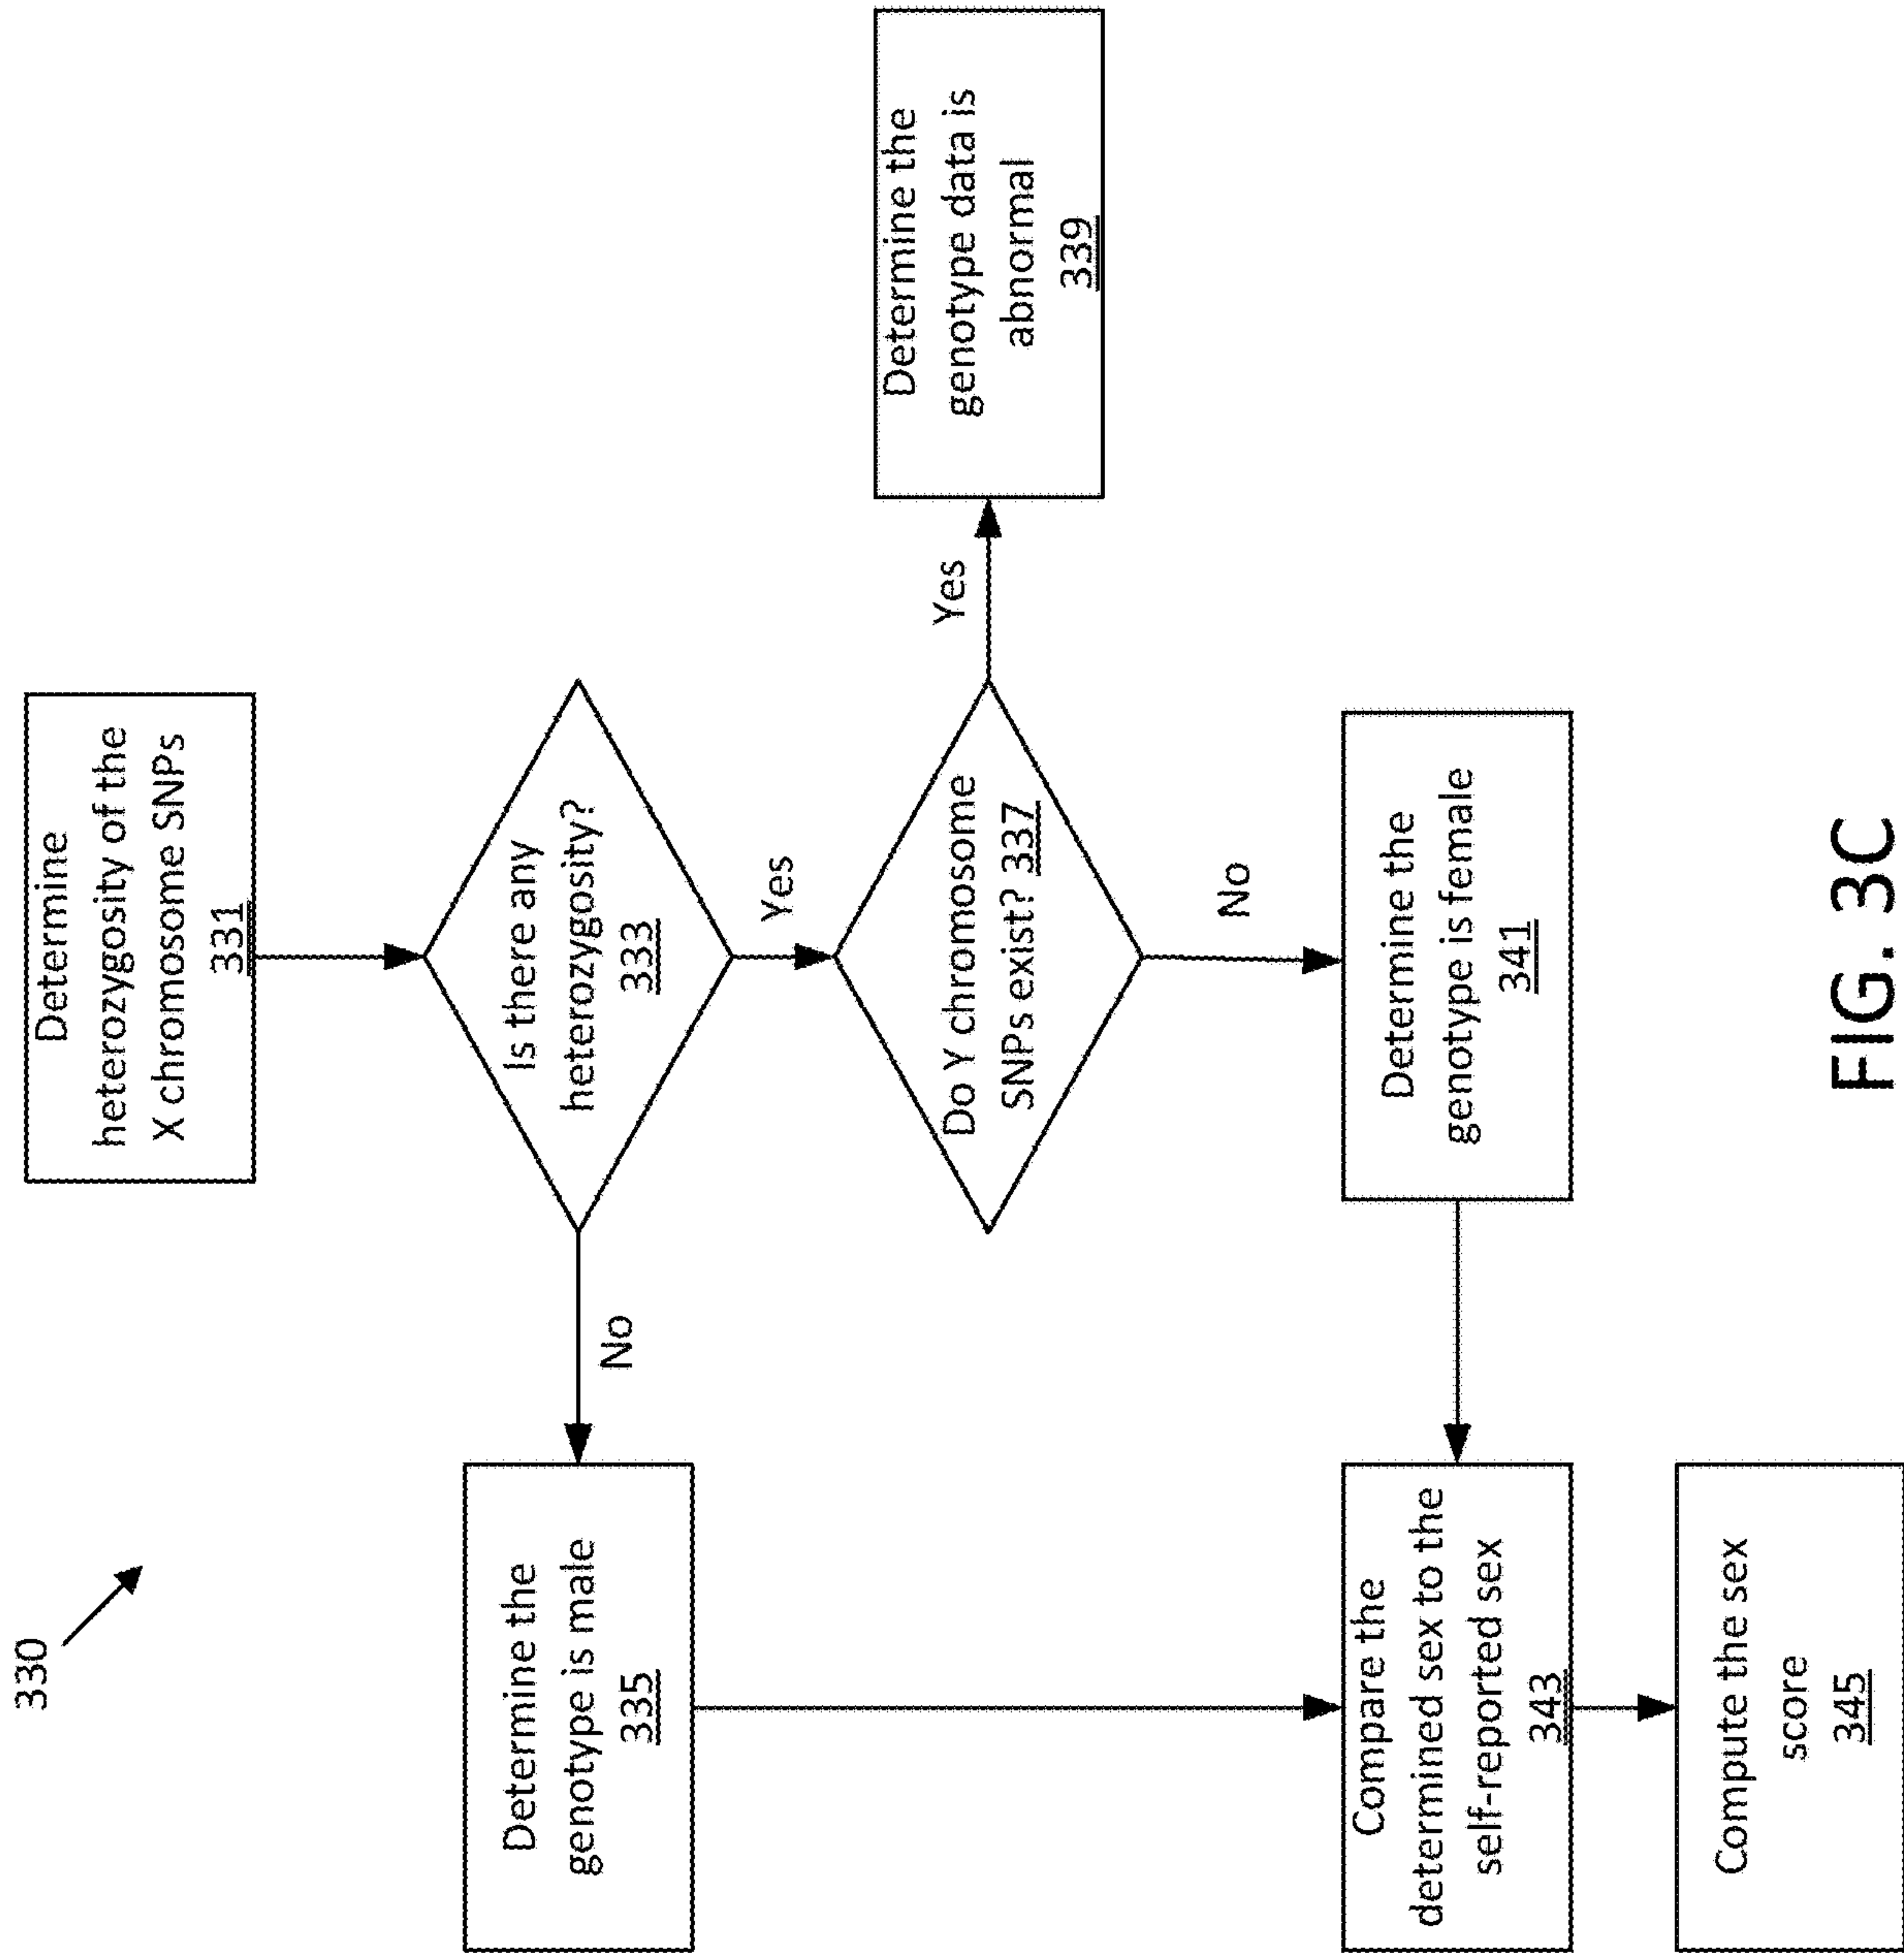 330
Determine
heterozygosity of the
X chromosome SNPs
331
Is there any
heterozygosity?
333
No
Yes
Determine the
genotype is male
335
Do Y chromosome
SNPs exist? 337
Yes
Determine the
genotype data is
abnormal
339
No
Determine the
genotype is female
341
Compare the
determined sex to the
self-reported sex
343
Compute the sex
score
345
FIG. 3C